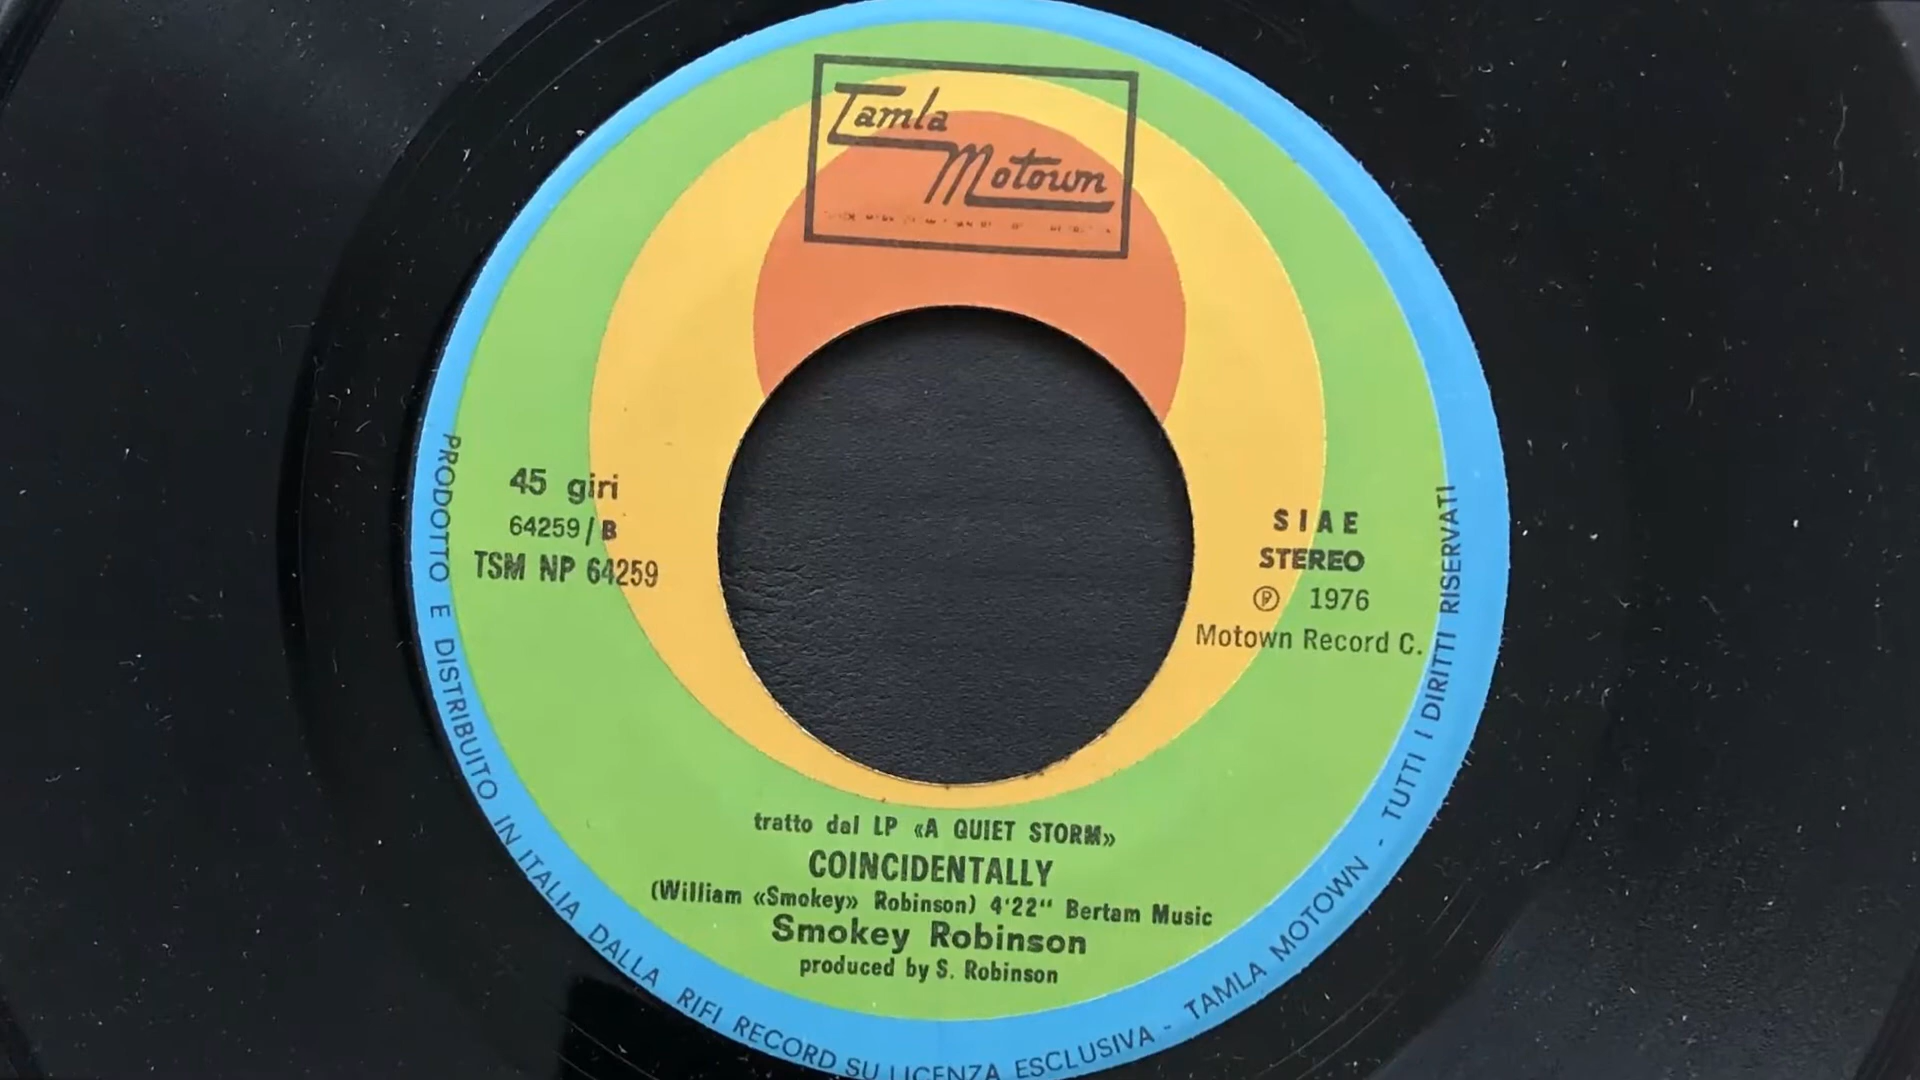 Tamla
Motown
45 giri
64259/B
TSM NP 64259
SIAE
STEREO
℗ 1976
Motown Record C.
tratto dal LP «A QUIET STORM»
COINCIDENTALLY
(William «Smokey» Robinson) 4'22" Bertam Music
Smokey Robinson
produced by S. Robinson
PRODOTTO E DISTRIBUITO IN ITALIA DALLA RIFI RECORD SU LICENZA ESCLUSIVA - TAMLA MOTOWN - TUTTI I DIRITTI RISERVATI